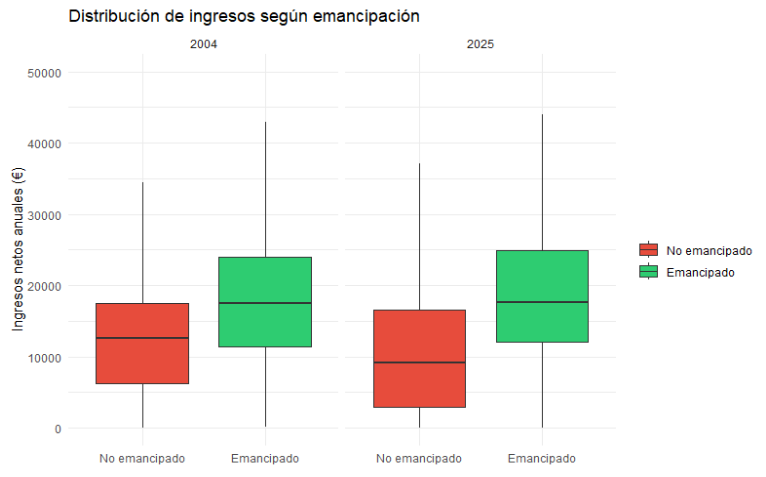 Distribución de ingresos según emancipación
2004
2025
Ingresos netos anuales (€)
50000
40000
30000
20000
10000
0
No emancipado
Emancipado
No emancipado
Emancipado
No emancipado
Emancipado